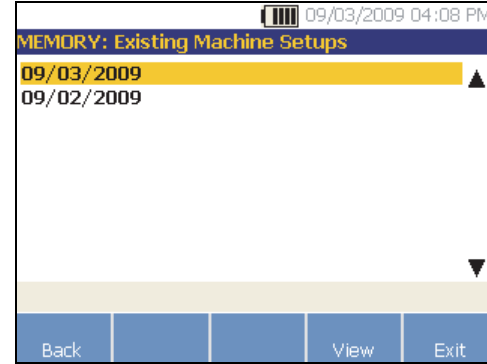 09/03/2009 04:08 PM
MEMORY: Existing Machine Setups
09/03/2009
09/02/2009
Back View Exit